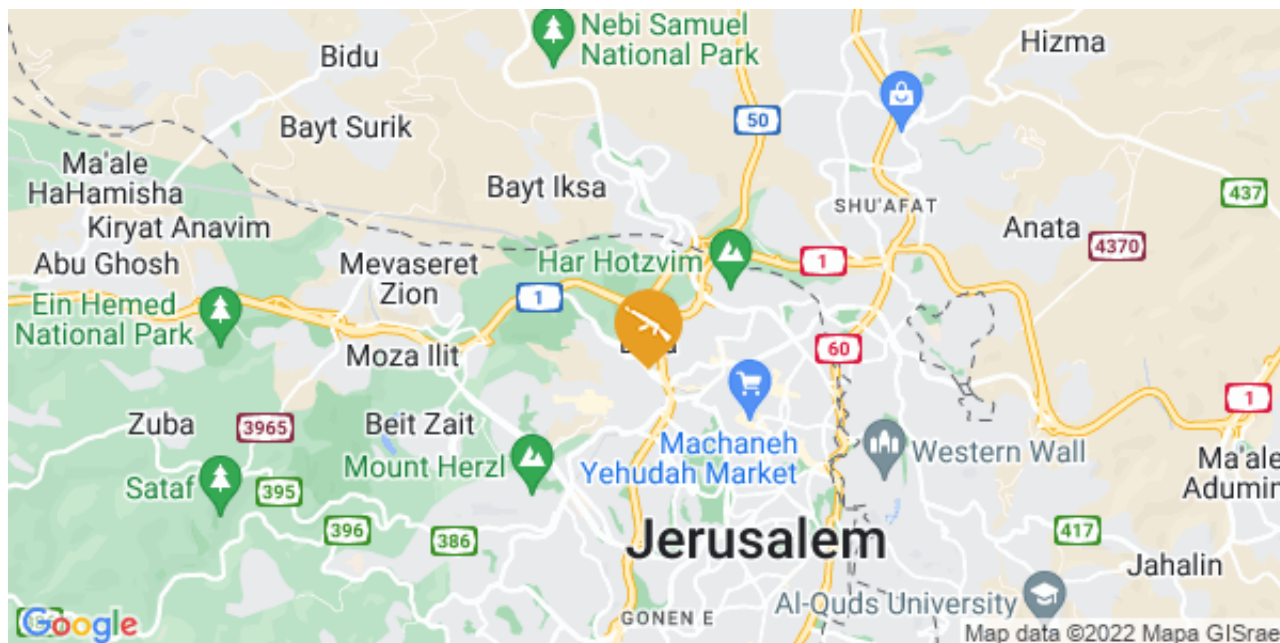 Nebi Samuel
National Park
Hizma
Bidu
50
Bayt Surik
Ma'ale
HaHamisha
Bayt Iksa
437
SHU'AFAT
Kiryat Anavim
Anata
4370
Abu Ghosh
Mevaseret
Zion
Har Hotzvim
1
1
Ein Hemed
National Park
Moza Ilit
60
1
Zuba
3965
Beit Zait
Machaneh
Yehudah Market
Western Wall
Mount Herzl
Ma'ale
Adumin
Sataf
395
396
386
Jerusalem
417
Jahalin
Al-Quds University
GONEN E
Google
Map data ©2022 Mapa GISrae